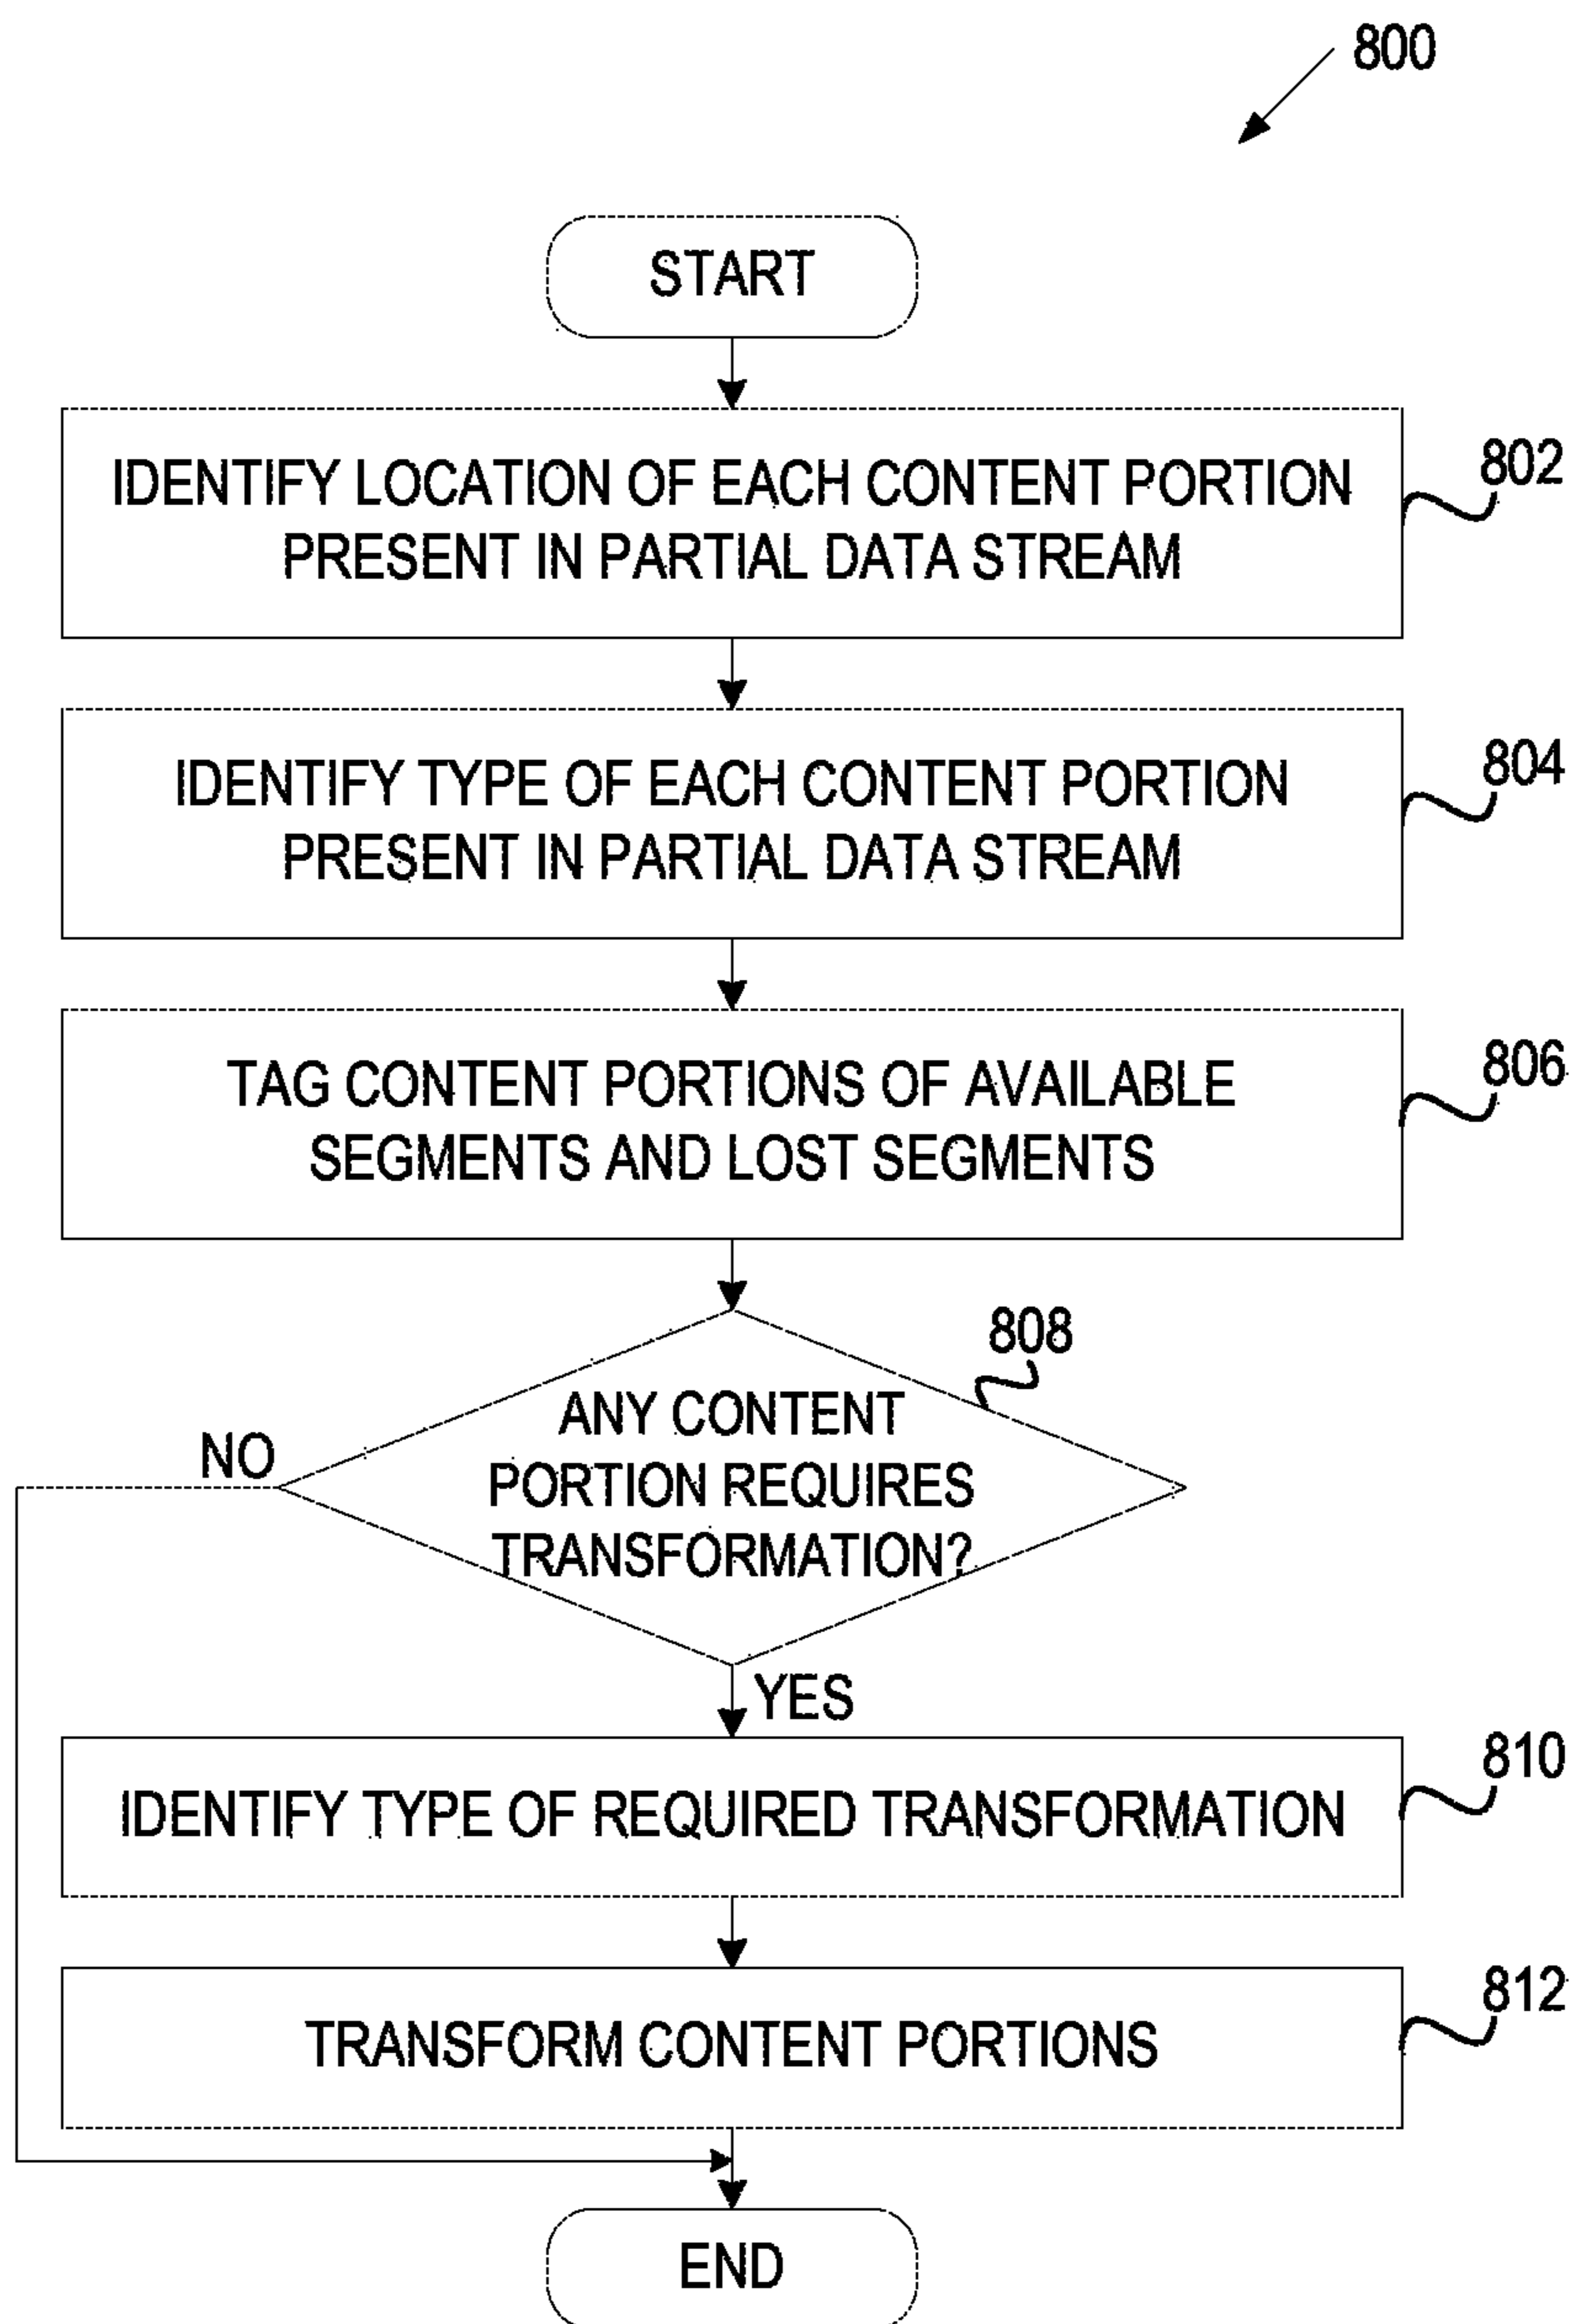 800
START
IDENTIFY LOCATION OF EACH CONTENT PORTION
PRESENT IN PARTIAL DATA STREAM
802
IDENTIFY TYPE OF EACH CONTENT PORTION
PRESENT IN PARTIAL DATA STREAM
804
TAG CONTENT PORTIONS OF AVAILABLE
SEGMENTS AND LOST SEGMENTS
806
808
ANY CONTENT
PORTION REQUIRES
TRANSFORMATION?
NO
YES
IDENTIFY TYPE OF REQUIRED TRANSFORMATION
810
TRANSFORM CONTENT PORTIONS
812
END